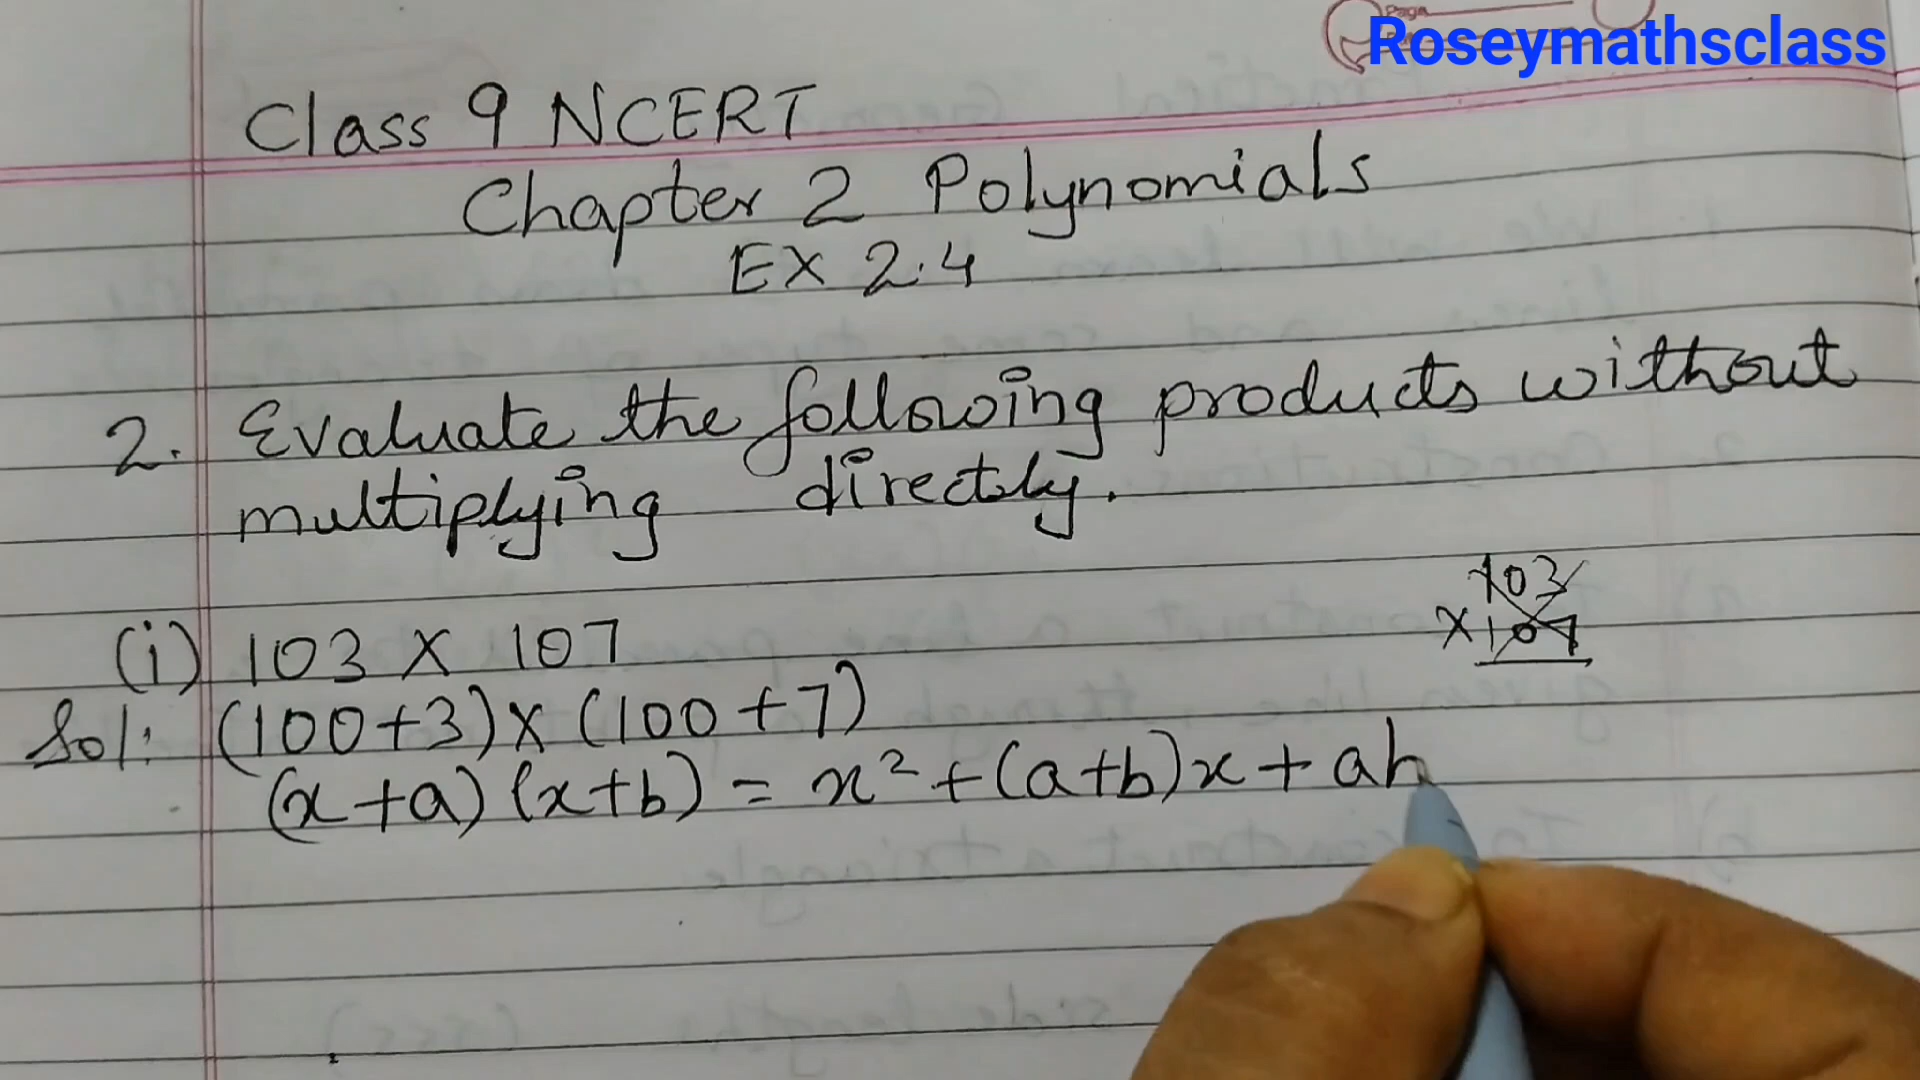 Page
Roseymathsclass
Class 9 NCERT
Chapter 2 Polynomials
EX 2.4
2. Evaluate the following products without
multiplying directly.
103
×107
(i) 103 × 107
Sol: (100+3)×(100+7)
(x+a)(x+b) = x²+(a+b)x+ab